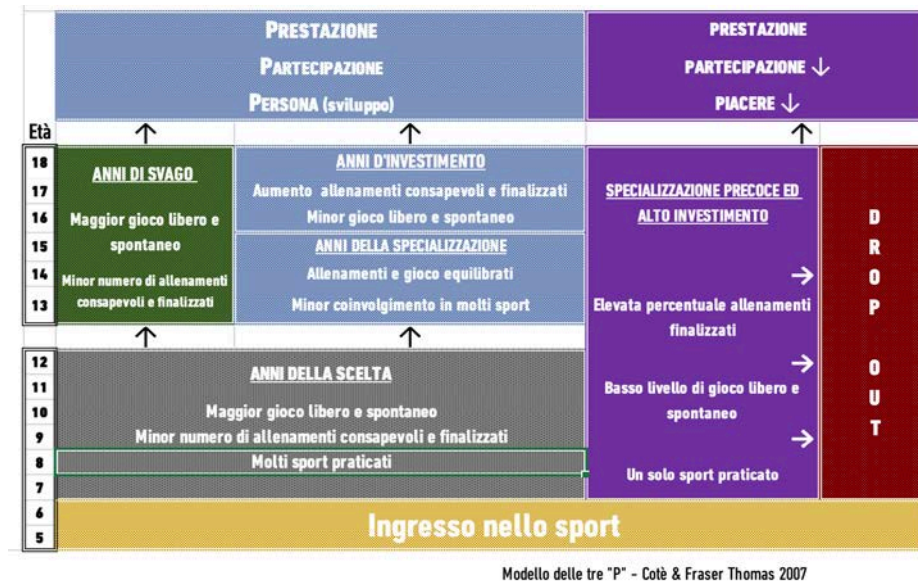 PRESTAZIONE
PARTECIPAZIONE
PERSONA (sviluppo)
PRESTAZIONE
PARTECIPAZIONE ↓
PIACERE ↓
Età
18
17
16
15
14
13
12
11
10
9
8
7
6
5
ANNI DI SVAGO
Maggior gioco libero e
spontaneo
Minor numero di allenamenti
consapevoli e finalizzati
ANNI D'INVESTIMENTO
Aumento allenamenti consapevoli e finalizzati
Minor gioco libero e spontaneo
ANNI DELLA SPECIALIZZAZIONE
Allenamenti e gioco equilibrati
Minor coinvolgimento in molti sport
SPECIALIZZAZIONE PRECOCE ED
ALTO INVESTIMENTO
Elevata percentuale allenamenti
finalizzati
Basso livello di gioco libero e
spontaneo
Un solo sport praticato
DROP OUT
ANNI DELLA SCELTA
Maggior gioco libero e spontaneo
Minor numero di allenamenti consapevoli e finalizzati
Molti sport praticati
Ingresso nello sport
Modello delle tre "P" - Cotè & Fraser Thomas 2007